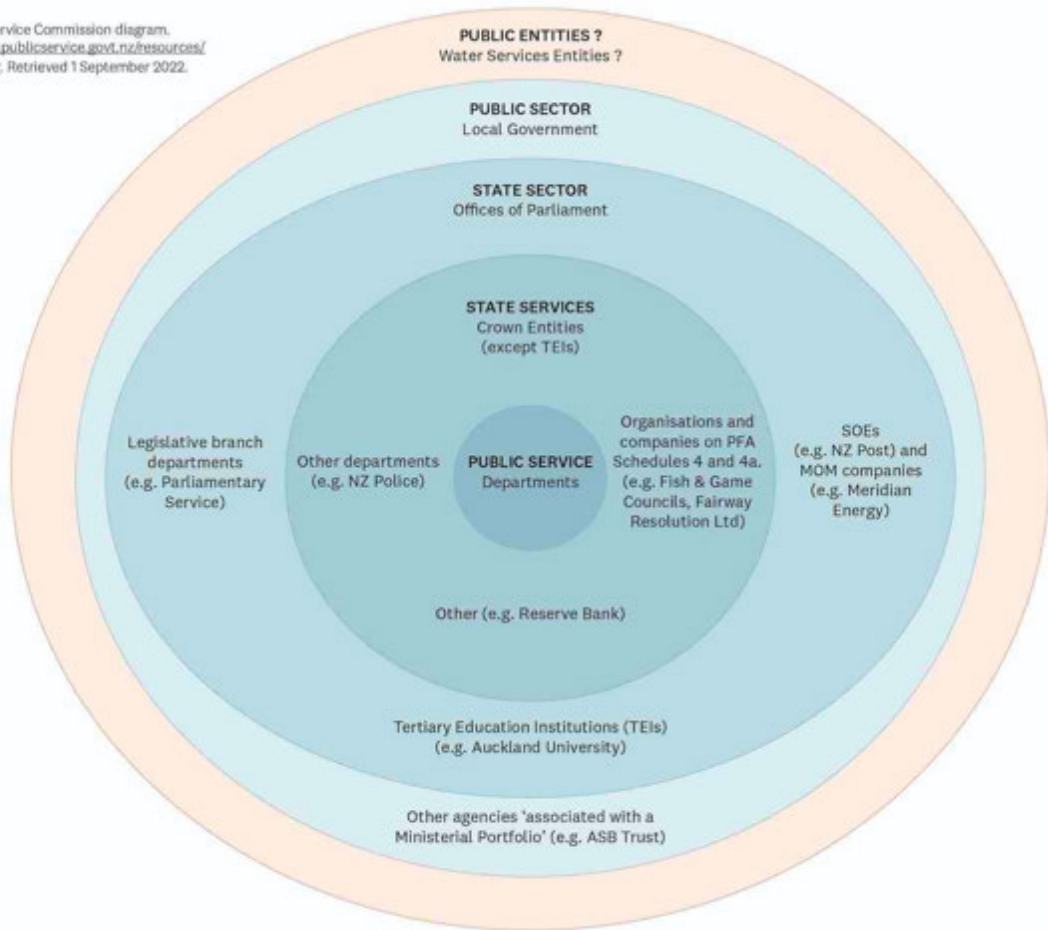 rvice Commission diagram.
publicservice.govt.nz/resources/
Retrieved 1 September 2022.
PUBLIC ENTITIES ?
Water Services Entities ?
PUBLIC SECTOR
Local Government
STATE SECTOR
Offices of Parliament
STATE SERVICES
Crown Entities
(except TEIs)
Legislative branch
departments
(e.g. Parliamentary
Service)
Other departments
(e.g. NZ Police)
PUBLIC SERVICE
Departments
Organisations and
companies on PFA
Schedules 4 and 4a.
(e.g. Fish & Game
Councils, Fairway
Resolution Ltd)
SOEs
(e.g. NZ Post) and
MOM companies
(e.g. Meridian
Energy)
Other (e.g. Reserve Bank)
Tertiary Education Institutions (TEIs)
(e.g. Auckland University)
Other agencies 'associated with a
Ministerial Portfolio' (e.g. ASB Trust)